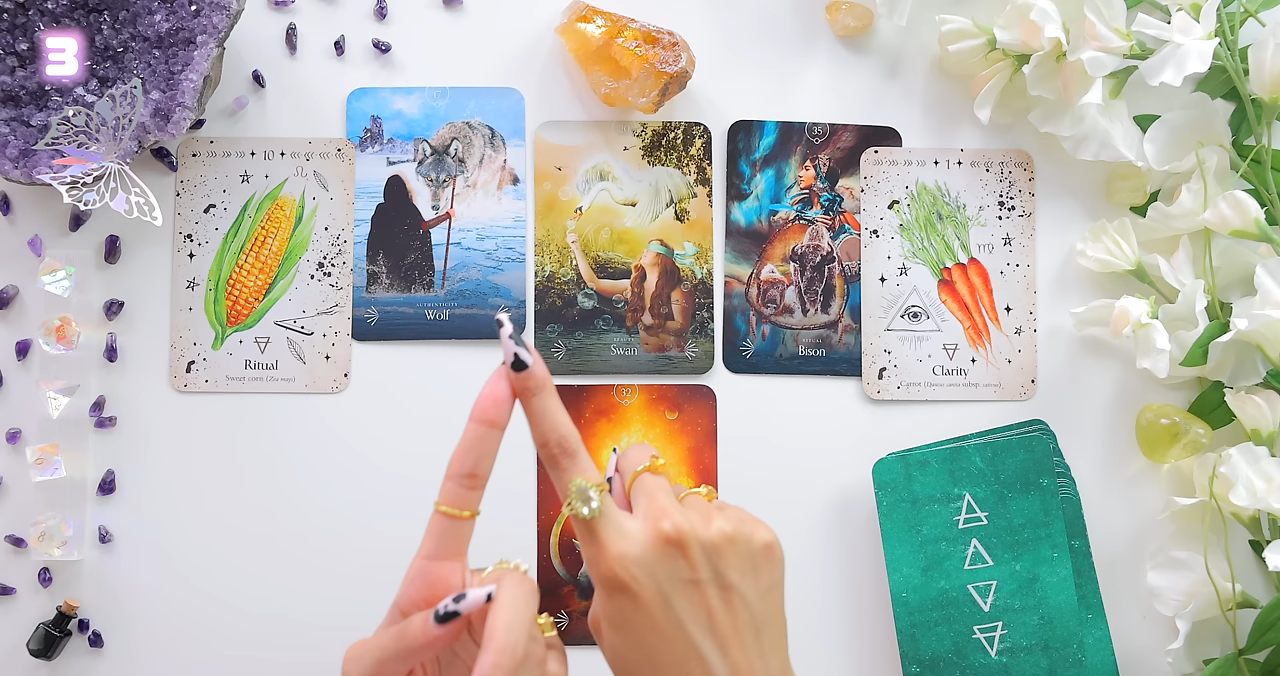 3
10
Ritual
Sweet corn (Zea mays)
17
AUTHENTICITY
Wolf
BEAUTY
Swan
35
RITUAL
Bison
1
Clarity
Carrot (Daucus carota subsp. sativus)
32